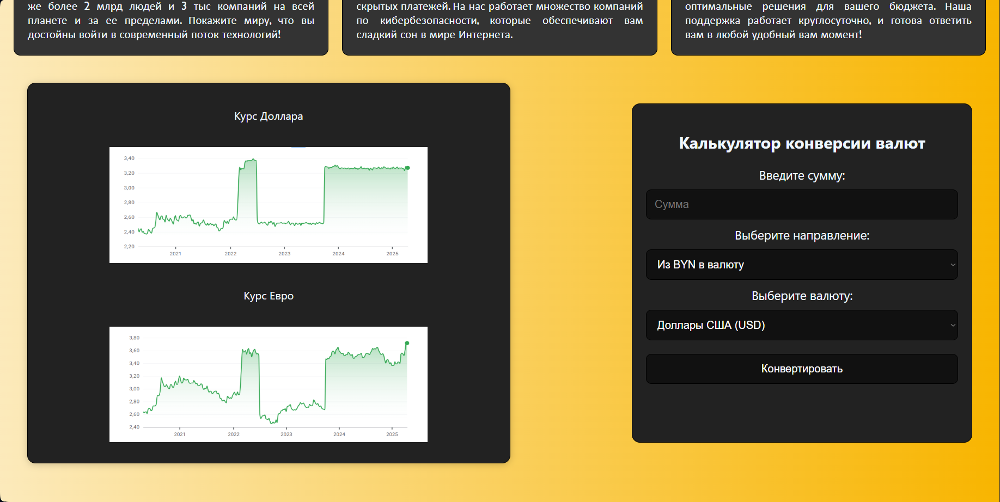 же более 2 млрд людей и 3 тыс компаний на всей
планете и за ее пределами. Покажите миру, что вы
достойны войти в современный поток технологий!
скрытых платежей. На нас работает множество компаний
по кибербезопасности, которые обеспечивают вам
сладкий сон в мире Интернета.
оптимальные решения для вашего бюджета. Наша
поддержка работает круглосуточно, и готова ответить
вам в любой удобный вам момент!
Курс Доллара
3,40
3,20
3,00
2,80
2,60
2,40
2,20
2021 2022 2023 2024 2025
Курс Евро
3,80
3,60
3,40
3,20
3,00
2,80
2,60
2,40
2021 2022 2023 2024 2025
Калькулятор конверсии валют
Введите сумму:
Сумма
Выберите направление:
Из BYN в валюту
Выберите валюту:
Доллары США (USD)
Конвертировать